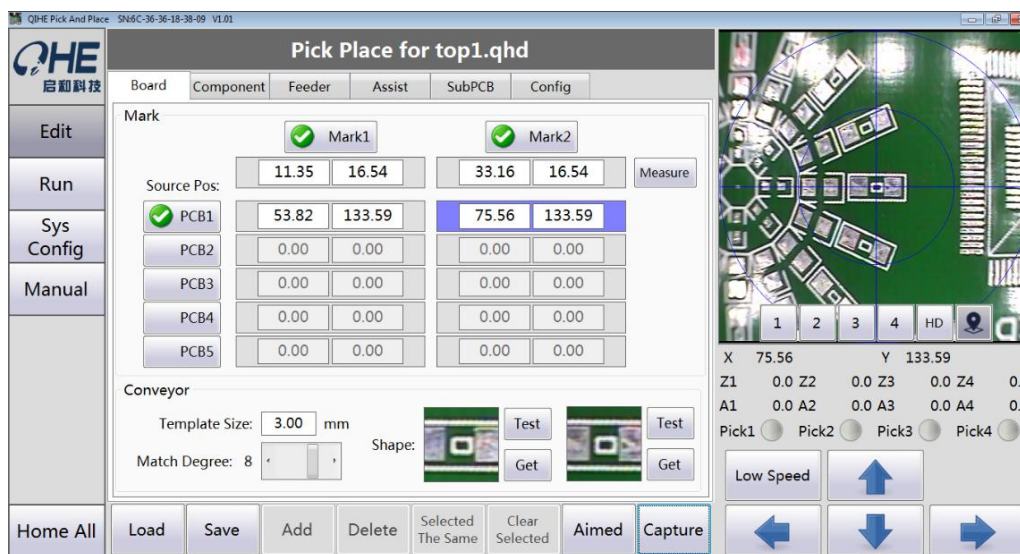 QIHE Pick And Place SN:6C-36-36-18-38-09 V1.01
QHE
启和科技
Edit
Run
Sys
Config
Manual
Home All
Pick Place for top1.qhd
Board Component Feeder Assist SubPCB Config
Mark
Mark1 Mark2
Source Pos: 11.35 16.54 33.16 16.54 Measure
PCB1 53.82 133.59 75.56 133.59
PCB2 0.00 0.00 0.00 0.00
PCB3 0.00 0.00 0.00 0.00
PCB4 0.00 0.00 0.00 0.00
PCB5 0.00 0.00 0.00 0.00
Conveyor
Template Size: 3.00 mm
Match Degree: 8
Shape:
Test
Get
Test
Get
Load Save Add Delete Selected The Same Clear Selected Aimed Capture
1 2 3 4 HD
X 75.56 Y 133.59
Z1 0.0 Z2 0.0 Z3 0.0 Z4 0.
A1 0.0 A2 0.0 A3 0.0 A4 0.
Pick1 Pick2 Pick3 Pick4
Low Speed